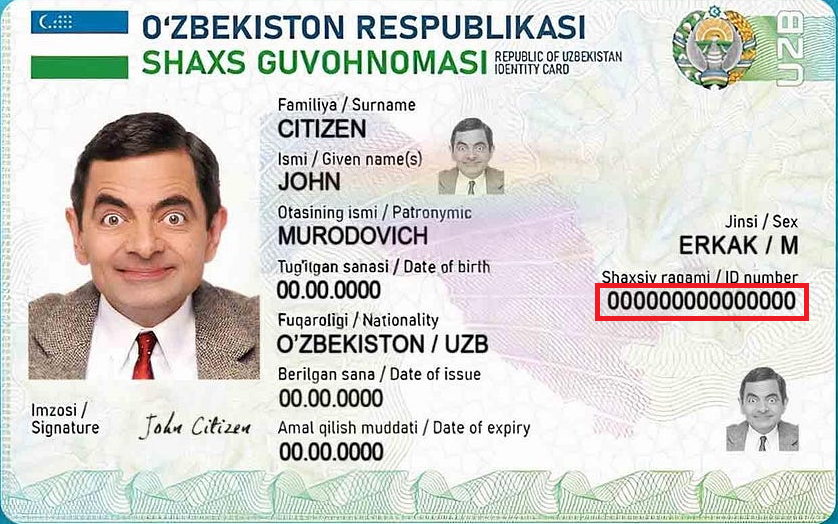 O‘ZBEKISTON RESPUBLIKASI
SHAXS GUVOHNOMASI
REPUBLIC OF UZBEKISTAN
IDENTITY CARD
UZB
Familiya / Surname
CITIZEN
Ismi / Given name(s)
JOHN
Otasining ismi / Patronymic
MURODOVICH
Tug‘ilgan sanasi / Date of birth
00.00.0000
Fuqaroligi / Nationality
O‘ZBEKISTON / UZB
Berilgan sana / Date of issue
00.00.0000
Amal qilish muddati / Date of expiry
00.00.0000
Jinsi / Sex
ERKAK / M
Shaxsiy raqami / ID number
00000000000000
Imzosi /
Signature
John Citizen